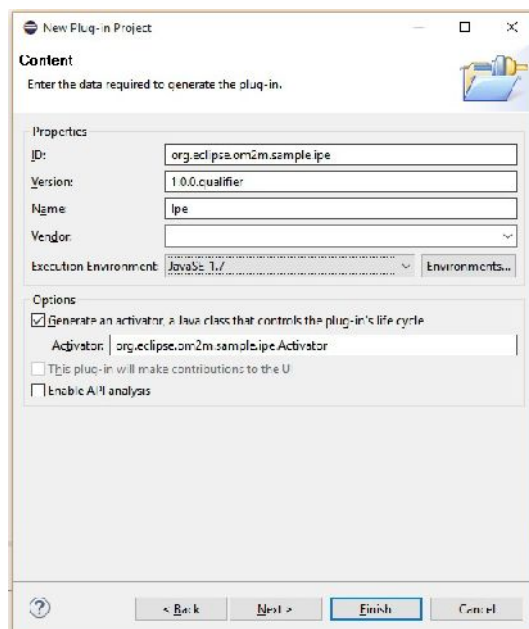 New Plug-in Project
Content
Enter the data required to generate the plug-in.
Properties
ID: org.eclipse.om2m.sample.ipe
Version: 1.0.0.qualifier
Name: Ipe
Vendor:
Execution Environment: JavaSE-1.7 Environments...
Options
Generate an activator, a Java class that controls the plug-in's life cycle
Activator: org.eclipse.om2m.sample.ipe.Activator
This plug-in will make contributions to the UI
Enable API analysis
? < Back Next > Finish Cancel